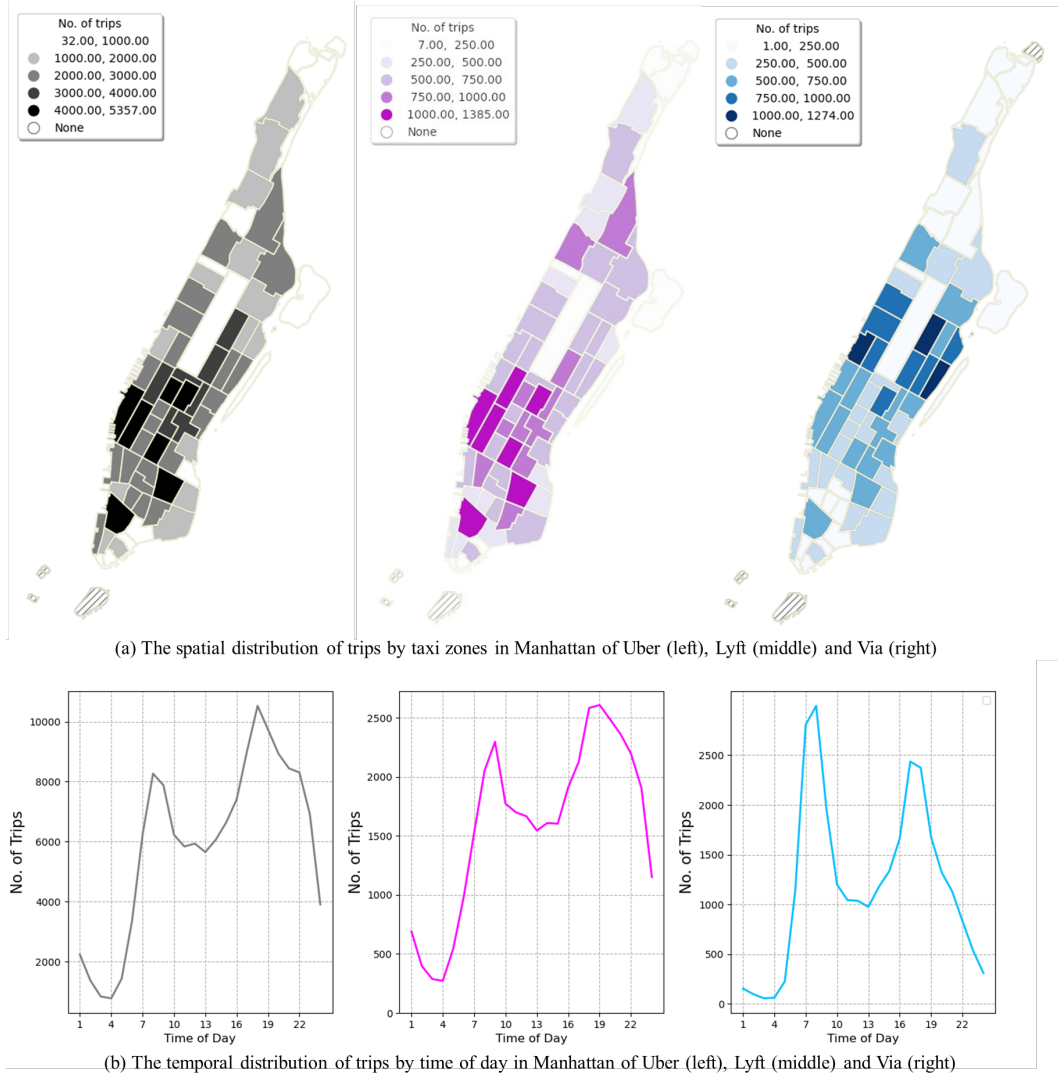 No. of trips
32.00, 1000.00
1000.00, 2000.00
2000.00, 3000.00
3000.00, 4000.00
4000.00, 5357.00
None
No. of trips
7.00, 250.00
250.00, 500.00
500.00, 750.00
750.00, 1000.00
1000.00, 1385.00
None
No. of trips
1.00, 250.00
250.00, 500.00
500.00, 750.00
750.00, 1000.00
1000.00, 1274.00
None
(a) The spatial distribution of trips by taxi zones in Manhattan of Uber (left), Lyft (middle) and Via (right)
No. of Trips
10000
8000
6000
4000
2000
1 4 7 10 13 16 19 22
Time of Day
No. of Trips
2500
2000
1500
1000
500
0
1 4 7 10 13 16 19 22
Time of Day
No. of Trips
2500
2000
1500
1000
500
0
1 4 7 10 13 16 19 22
Time of Day
(b) The temporal distribution of trips by time of day in Manhattan of Uber (left), Lyft (middle) and Via (right)